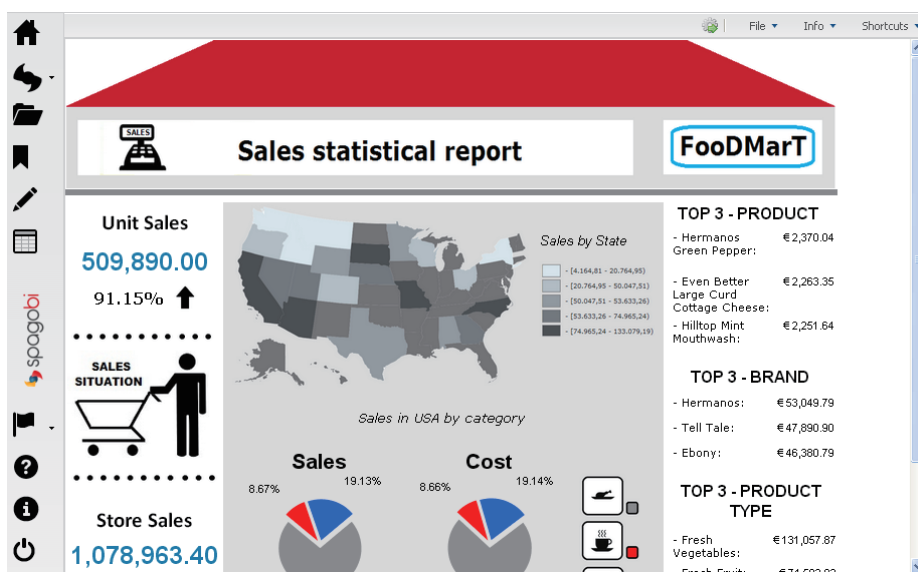 File Info Shortcuts
SALES
Sales statistical report
FooDMarT
Unit Sales
509,890.00
91.15%
SALES
SITUATION
Store Sales
1,078,963.40
Sales by State
- [4.164,81 - 20.764,95)
- [20.764,95 - 50.047,51)
- [50.047,51 - 53.633,26)
- [53.633,26 - 74.965,24)
- [74.965,24 - 133.079,19)
Sales in USA by category
Sales
8.67% 19.13%
Cost
8.66% 19.14%
TOP 3 - PRODUCT
- Hermanos €2,370.04
Green Pepper:
- Even Better €2,263.35
Large Curd
Cottage Cheese:
- Hilltop Mint €2,251.64
Mouthwash:
TOP 3 - BRAND
- Hermanos: €53,049.79
- Tell Tale: €47,890.90
- Ebony: €46,380.79
TOP 3 - PRODUCT
TYPE
- Fresh €131,057.87
Vegetables:
- Fresh Fruit:
spagobi